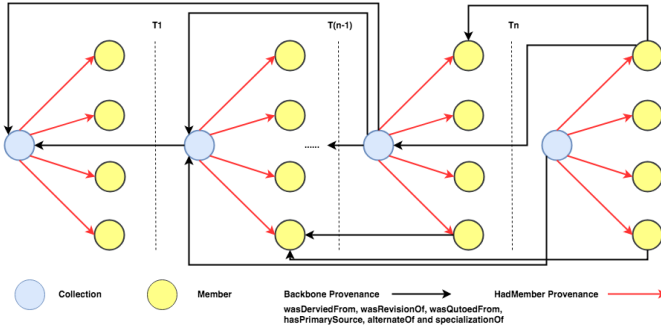 T1
T(n-1)
Tn
......
Collection
Member
Backbone Provenance
HadMember Provenance
wasDerviedFrom, wasRevisionOf, wasQutoedFrom,
hasPrimarySource, alternateOf and specializationOf